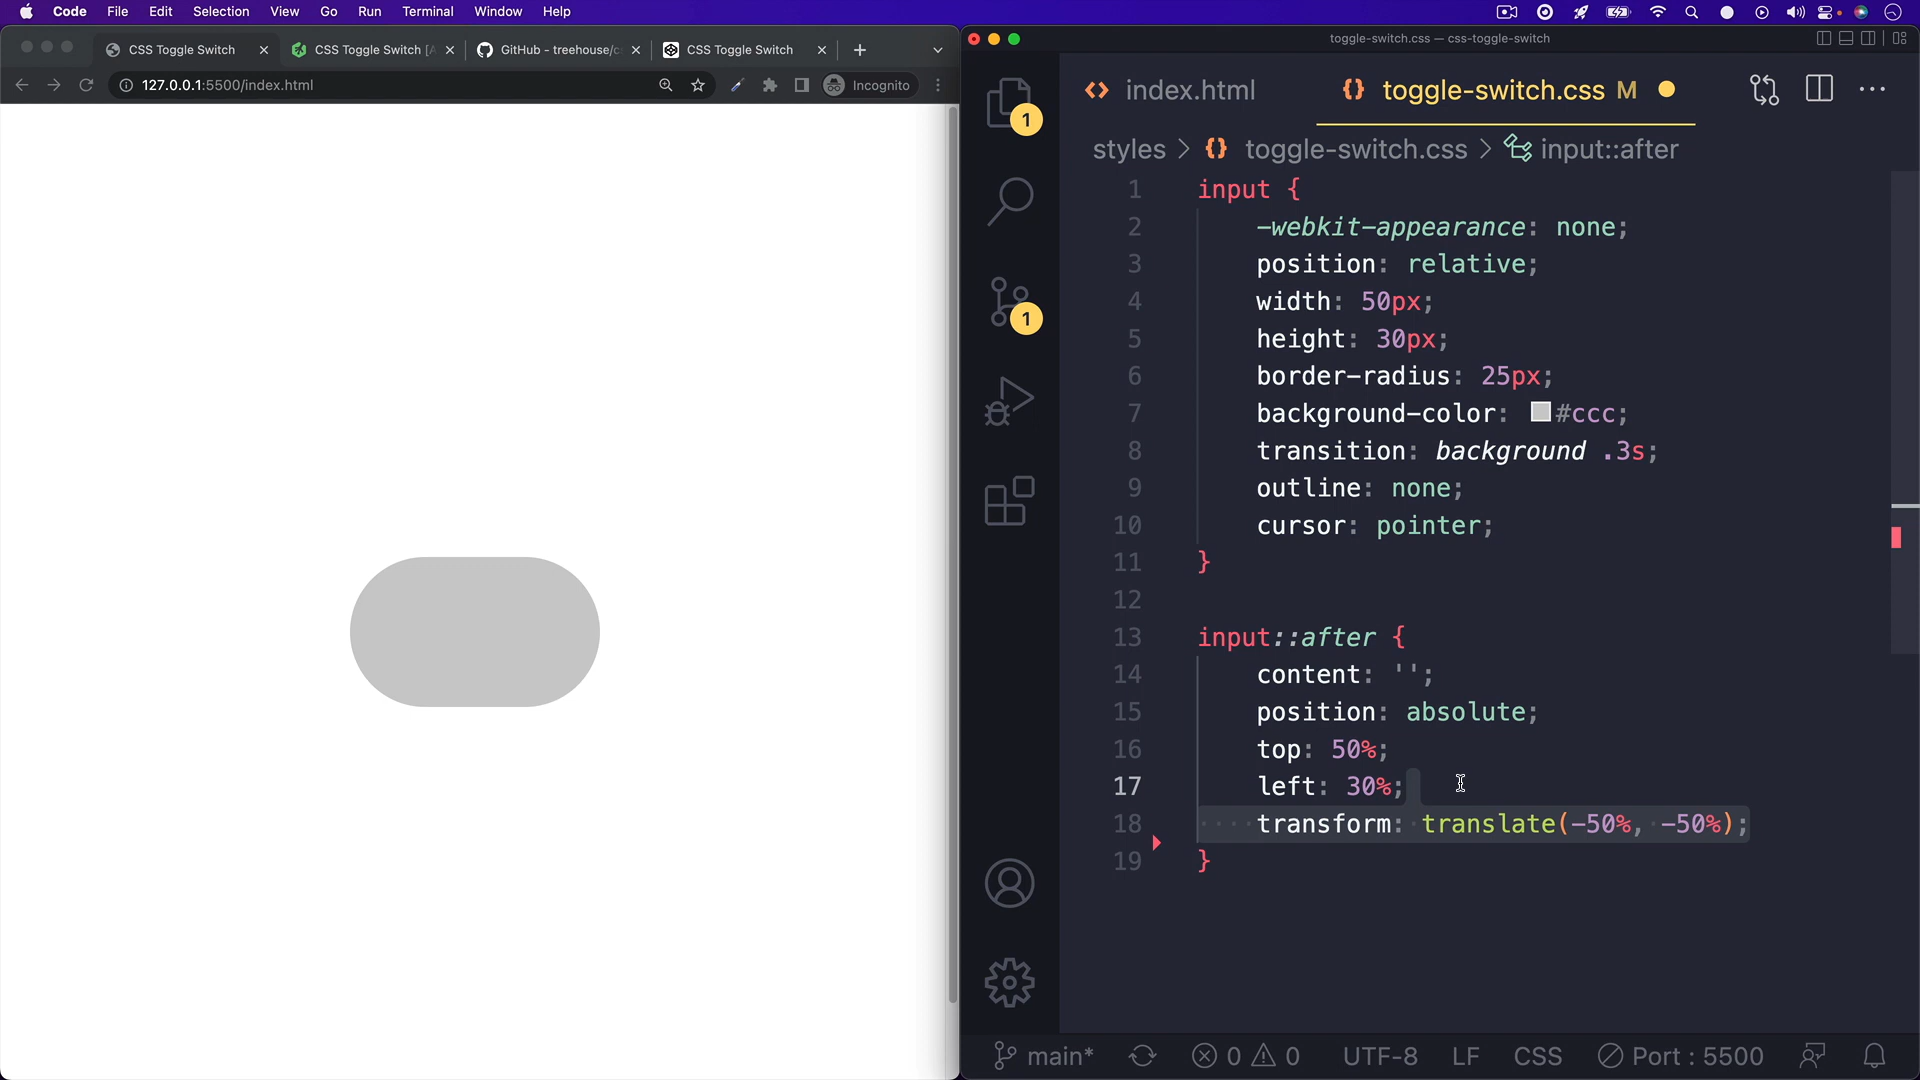 Code File Edit Selection View Go Run Terminal Window Help
CSS Toggle Switch
CSS Toggle Switch [
GitHub - treehouse/c
CSS Toggle Switch
127.0.0.1:5500/index.html
Incognito
toggle-switch.css — css-toggle-switch
index.html
toggle-switch.css M
styles > {} toggle-switch.css > input::after
1
1
1 input {
2 -webkit-appearance: none;
3 position: relative;
4 width: 50px;
5 height: 30px;
6 border-radius: 25px;
7 background-color: #ccc;
8 transition: background .3s;
9 outline: none;
10 cursor: pointer;
11 }
12
13 input::after {
14 content: '';
15 position: absolute;
16 top: 50%;
17 left: 30%;
18 transform: translate(-50%, -50%);
19 }
main* 0 0 UTF-8 LF CSS Port : 5500